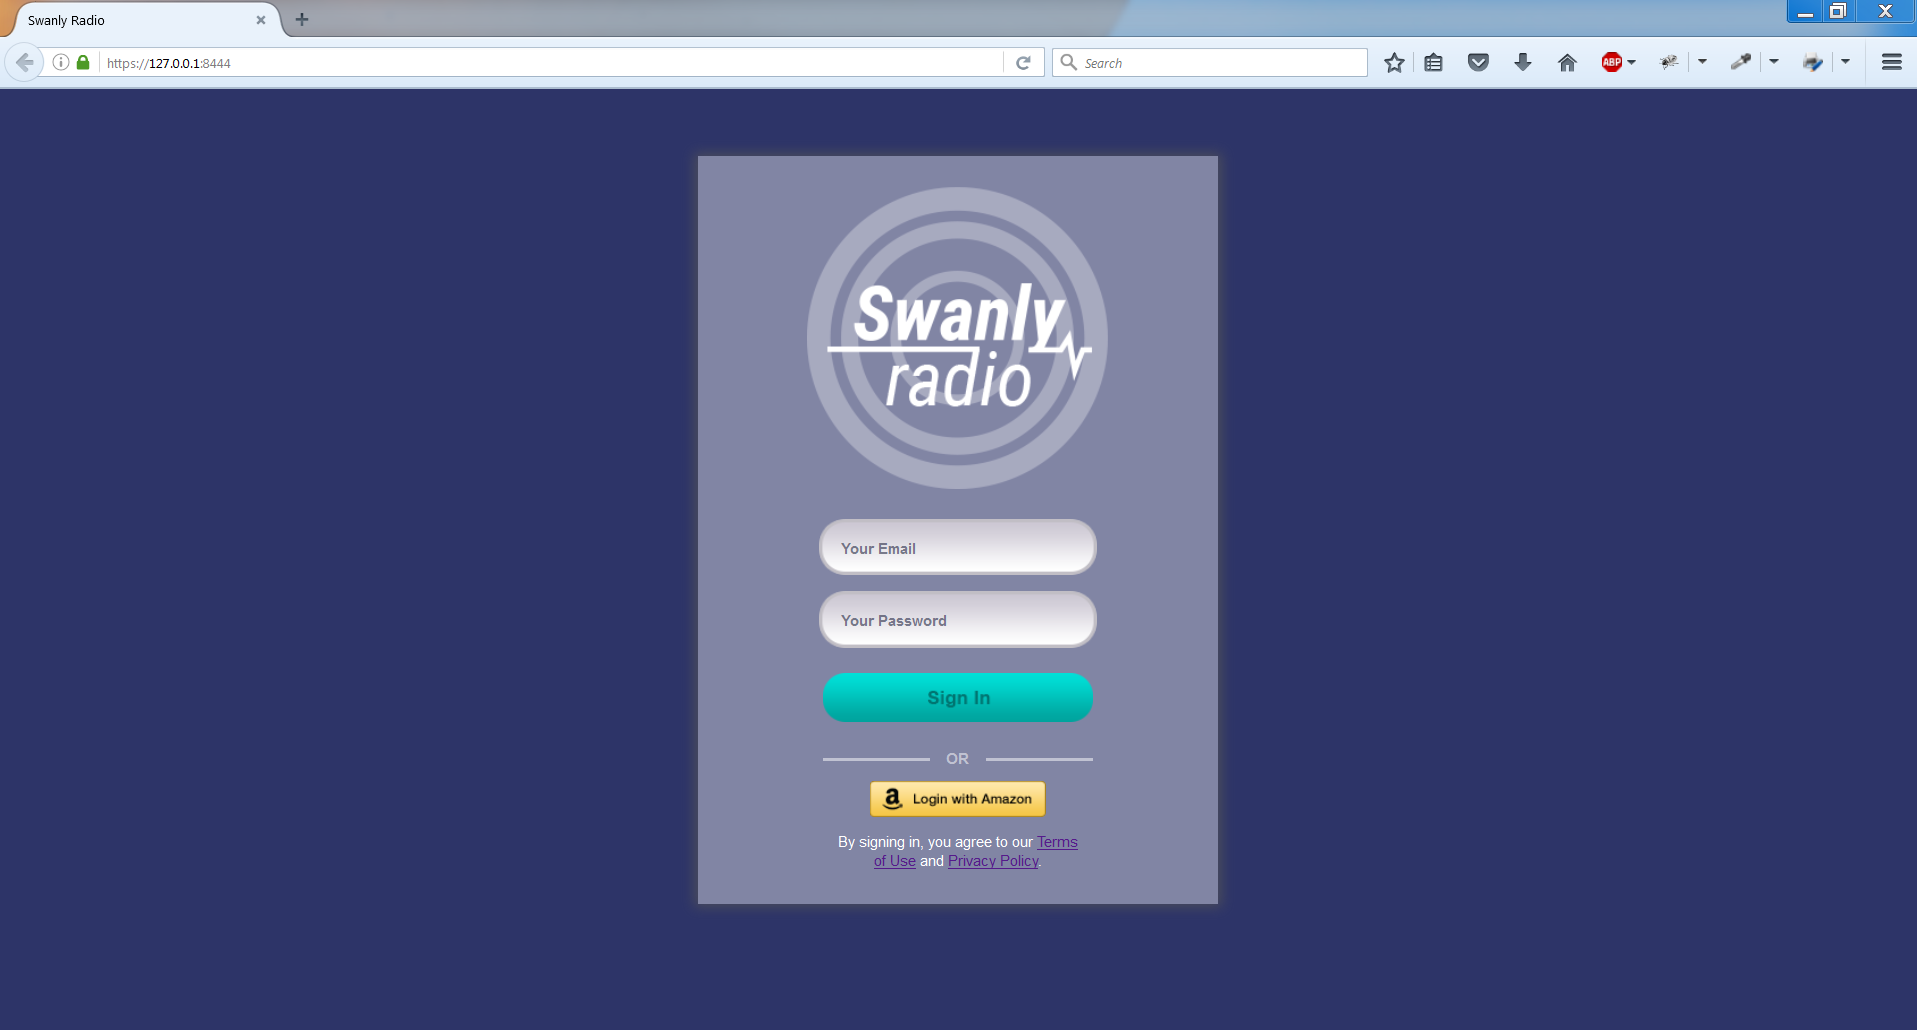 Swanly Radio
https://127.0.0.1:8444
Search
ABP
Swanly
radio
Your Email
Your Password
Sign In
OR
a Login with Amazon
By signing in, you agree to our Terms
of Use and Privacy Policy.